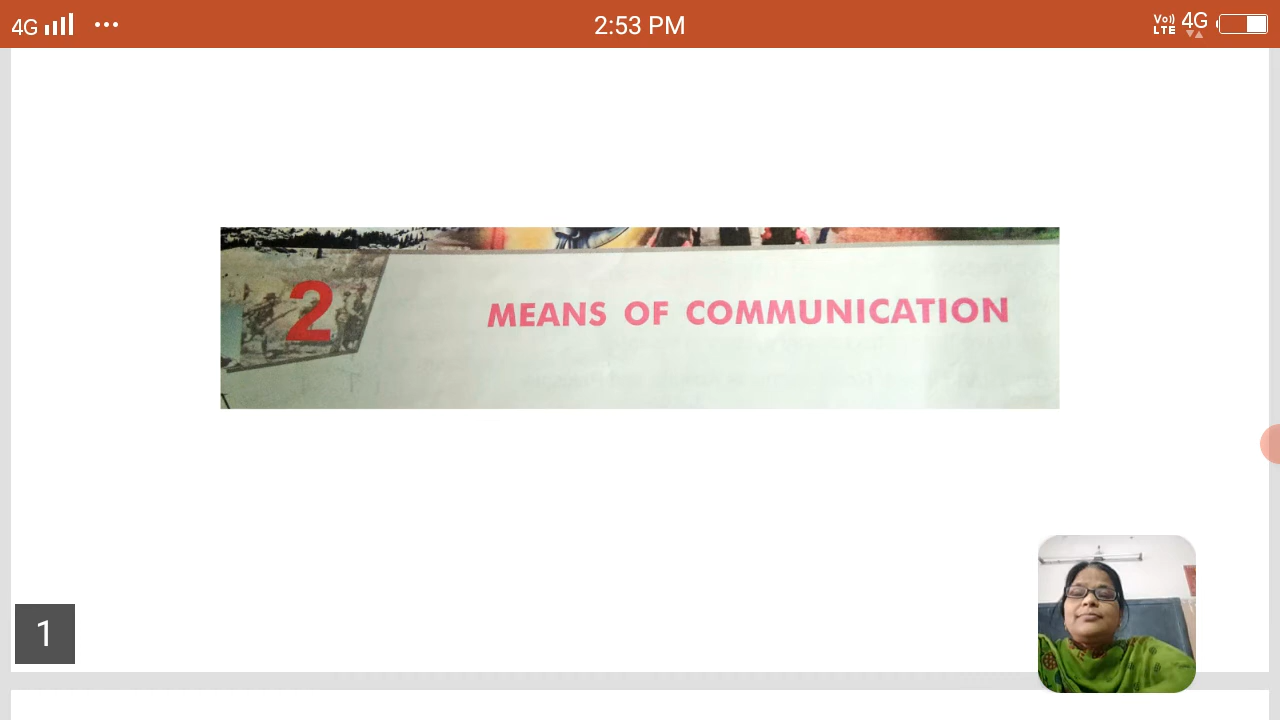 4G ••• 2:53 PM Vo)) LTE 4G
2 MEANS OF COMMUNICATION
1